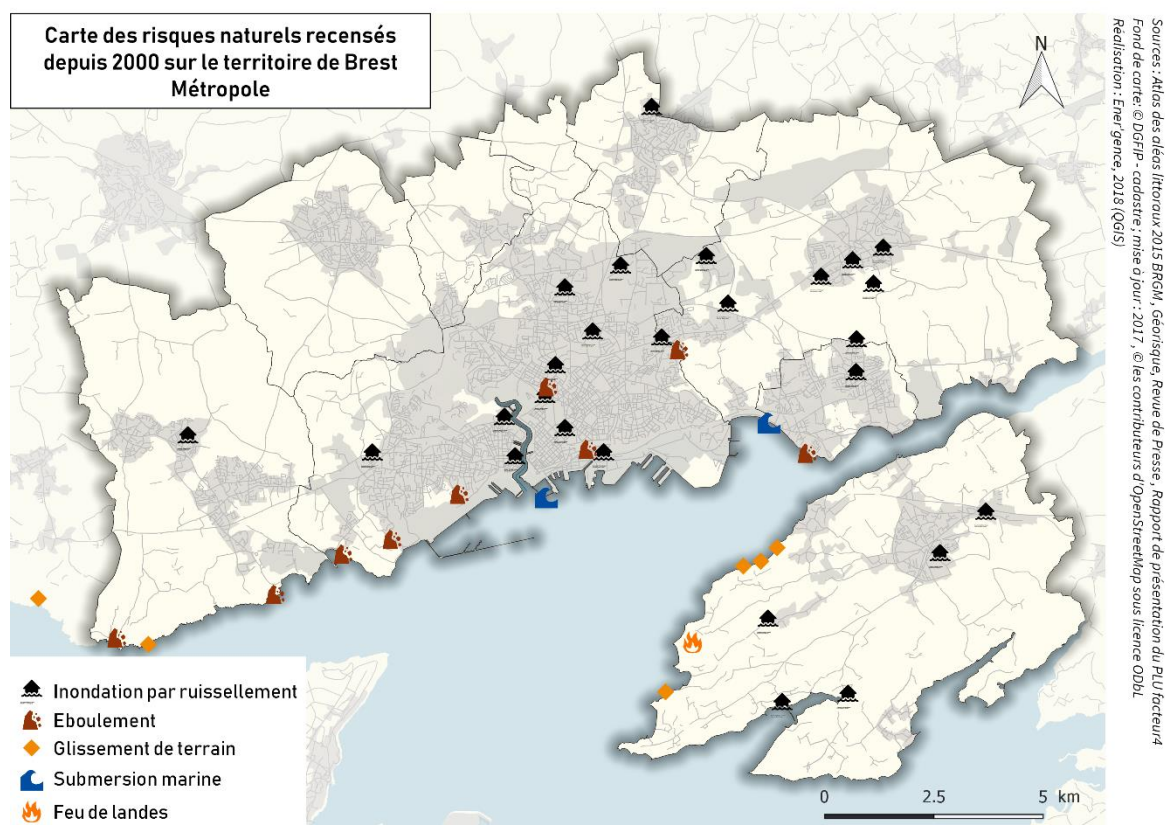 Carte des risques naturels recensés
depuis 2000 sur le territoire de Brest
Métropole
N
Sources : Atlas des aléas littoraux 2015 BRGM, Géorisque, Revue de Presse, Rapport de présentation du PLU facteur4
Fond de carte: © DGFIP - cadastre ; mise à jour : 2017, © les contributeurs d'OpenStreetMap sous licence ODbL
Réalisation : Ener'gence, 2018 (QGIS)
Inondation par ruissellement
Eboulement
Glissement de terrain
Submersion marine
Feu de landes
0 2.5 5 km